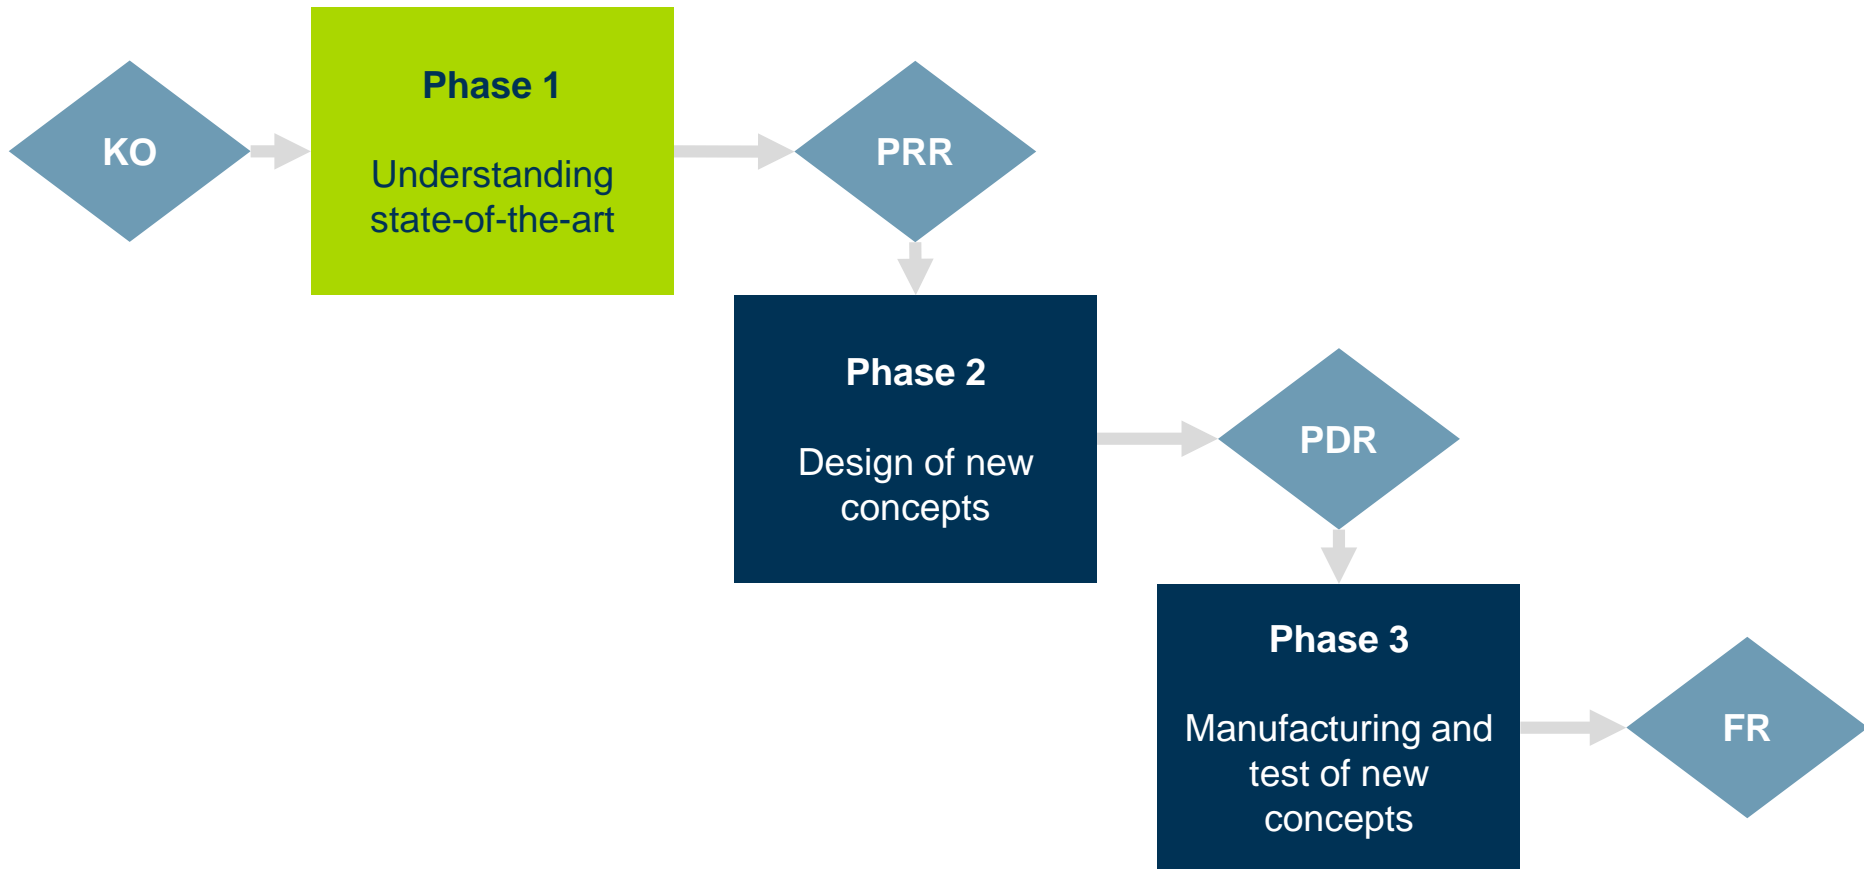 KO
Phase 1
Understanding
state-of-the-art
PRR
Phase 2
Design of new
concepts
PDR
Phase 3
Manufacturing and
test of new
concepts
FR